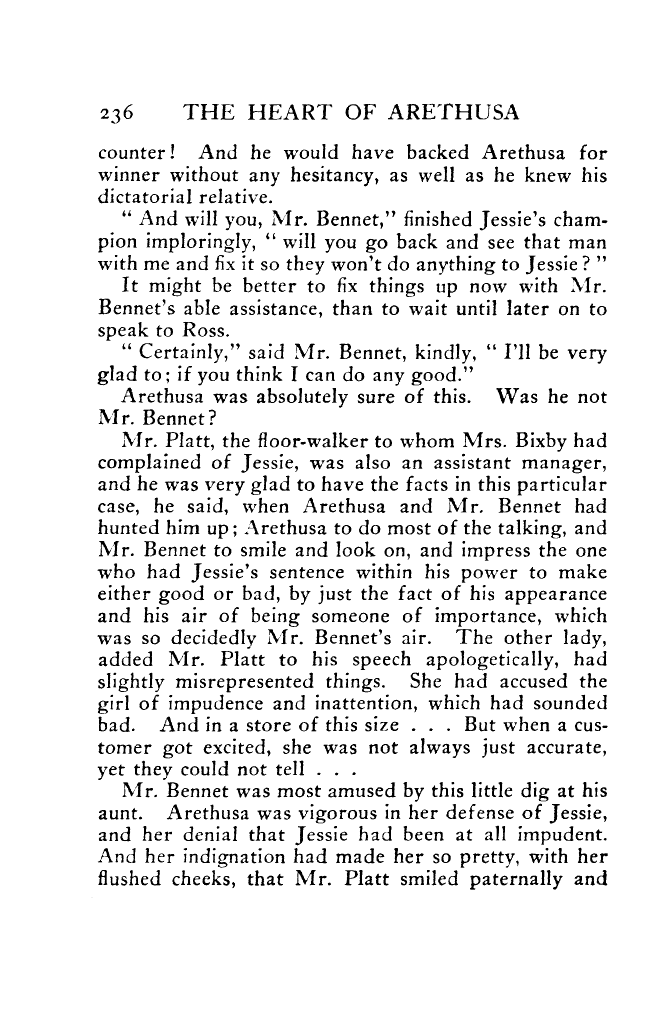 236 THE HEART OF ARETHUSA
counter! And he would have backed Arethusa for
winner without any hesitancy, as well as he knew his
dictatorial relative.
" And will you, Mr. Bennet," finished Jessie's cham-
pion imploringly, " will you go back and see that man
with me and fix it so they won't do anything to Jessie ? "
It might be better to fix things up now with Mr.
Bennet's able assistance, than to wait until later on to
speak to Ross.
" Certainly," said Mr. Bennet, kindly, " I'll be very
glad to; if you think I can do any good."
Arethusa was absolutely sure of this. Was he not
Mr. Bennet?
Mr. Platt, the floor-walker to whom Mrs. Bixby had
complained of Jessie, was also an assistant manager,
and he was very glad to have the facts in this particular
case, he said, when Arethusa and Mr. Bennet had
hunted him up; Arethusa to do most of the talking, and
Mr. Bennet to smile and look on, and impress the one
who had Jessie's sentence within his power to make
either good or bad, by just the fact of his appearance
and his air of being someone of importance, which
was so decidedly Mr. Bennet's air. The other lady,
added Mr. Platt to his speech apologetically, had
slightly misrepresented things. She had accused the
girl of impudence and inattention, which had sounded
bad. And in a store of this size . . . But when a cus-
tomer got excited, she was not always just accurate,
yet they could not tell . . .
Mr. Bennet was most amused by this little dig at his
aunt. Arethusa was vigorous in her defense of Jessie,
and her denial that Jessie had been at all impudent.
And her indignation had made her so pretty, with her
flushed cheeks, that Mr. Platt smiled paternally and